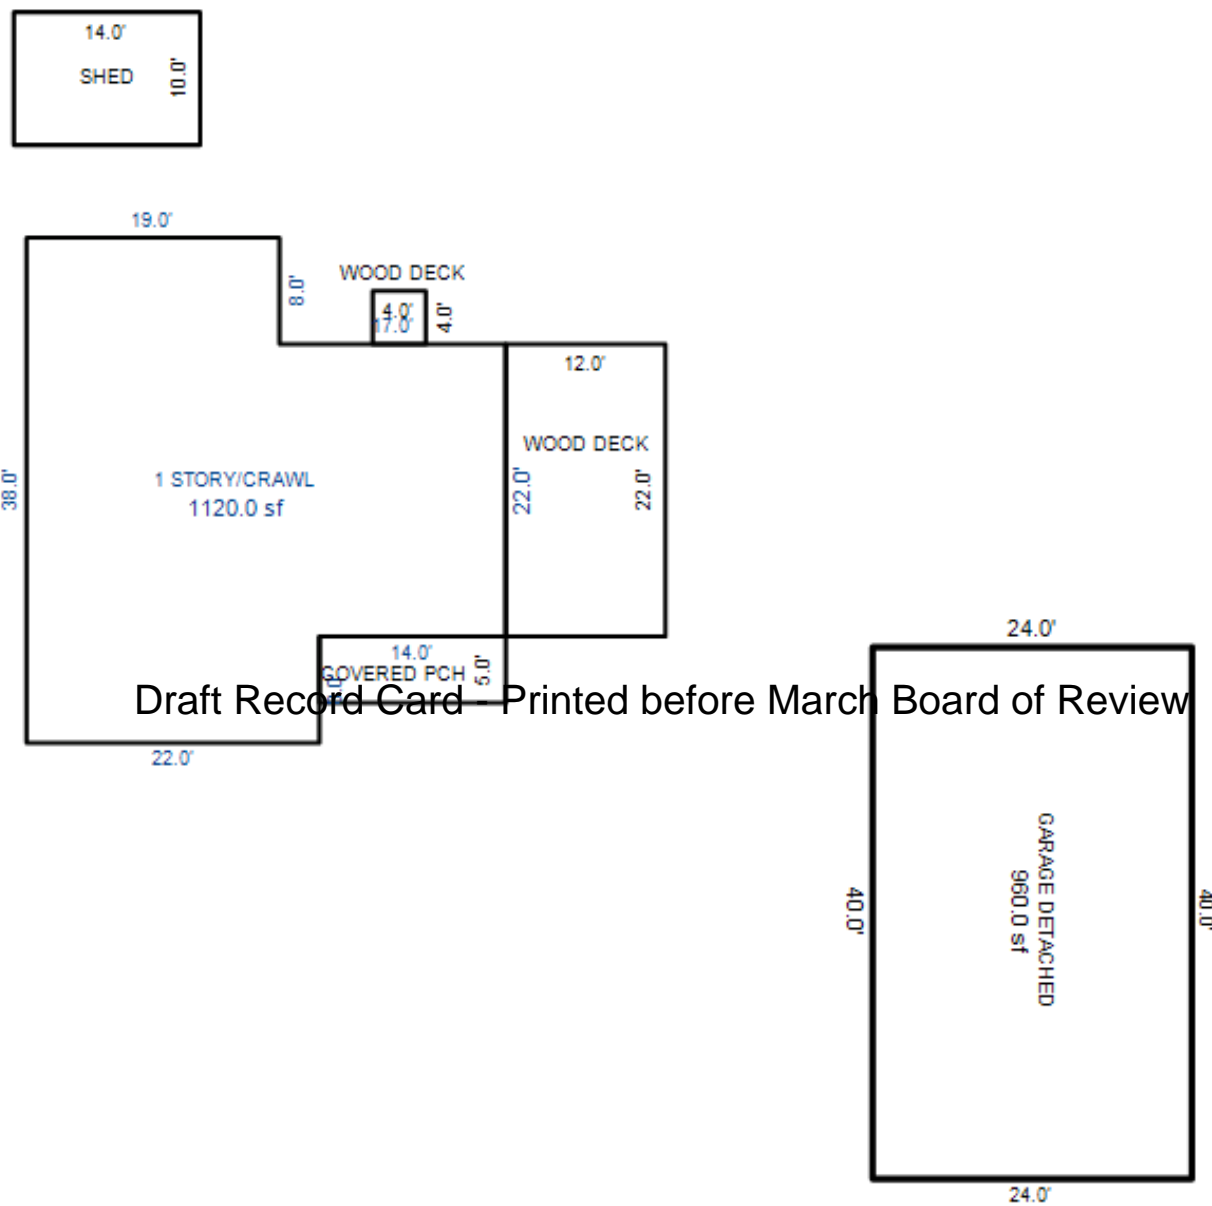 14.0'
SHED
10.0'
19.0'
8.0'
WOOD DECK
4.0'
17.0'
4.0'
12.0'
WOOD DECK
38.0'
1 STORY/CRAWL
1120.0 sf
22.0'
22.0'
14.0'
COVERED PCH
5.0'
Draft Record Card - Printed before March Board of Review
22.0'
24.0'
40.0'
GARAGE DETACHED
960.0 sf
40.0'
24.0'